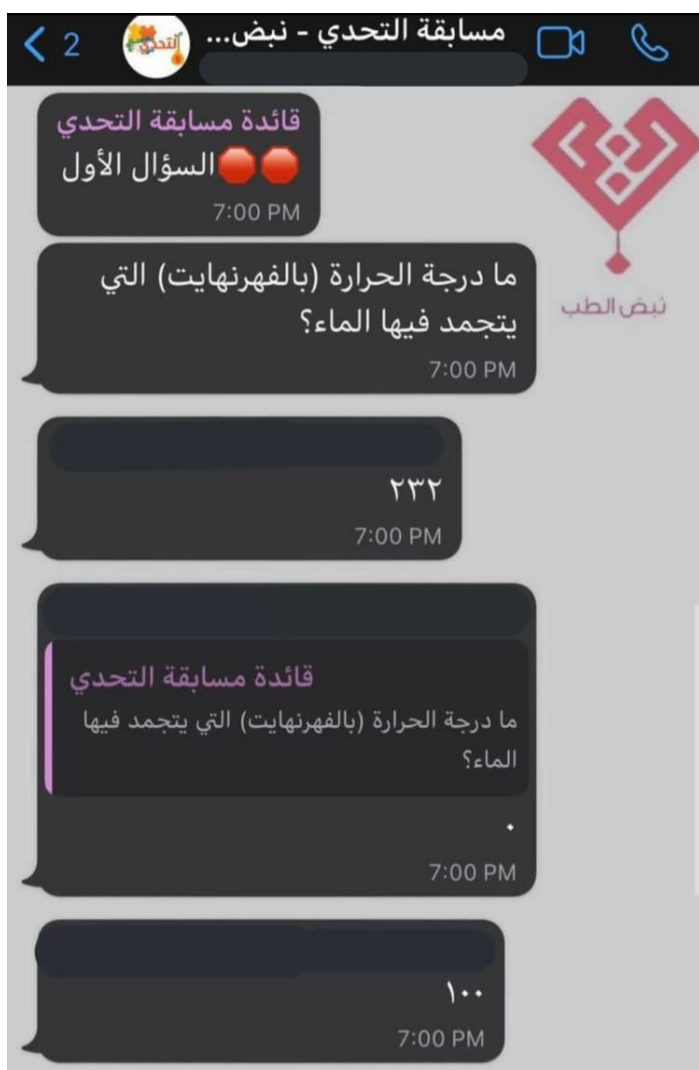 2
التحدي
مسابقة التحدي - نبض...
قائدة مسابقة التحدي
🛑🛑السؤال الأول
7:00 PM
نبض الطب
ما درجة الحرارة (بالفهرنهايت) التي
يتجمد فيها الماء؟
7:00 PM
٢٣٢
7:00 PM
قائدة مسابقة التحدي
ما درجة الحرارة (بالفهرنهايت) التي يتجمد فيها
الماء؟
٠
7:00 PM
١٠٠
7:00 PM